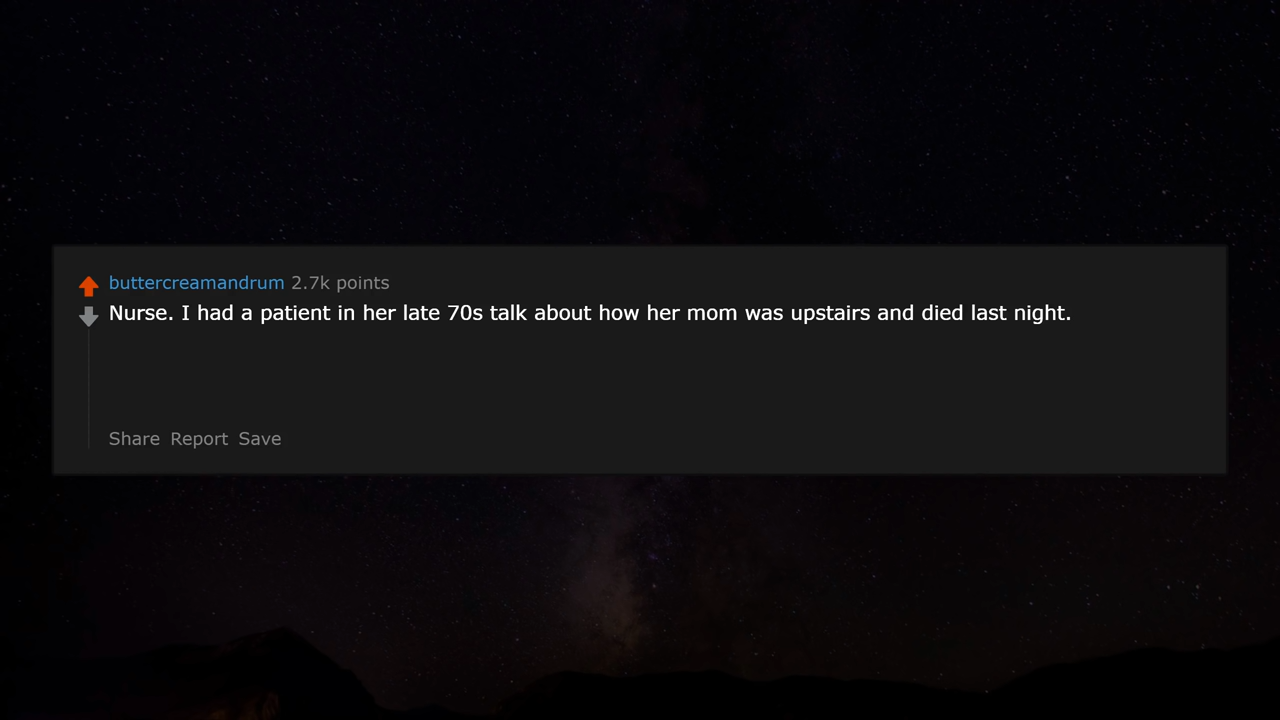 buttercreamandrum 2.7k points
Nurse. I had a patient in her late 70s talk about how her mom was upstairs and died last night.
Share Report Save